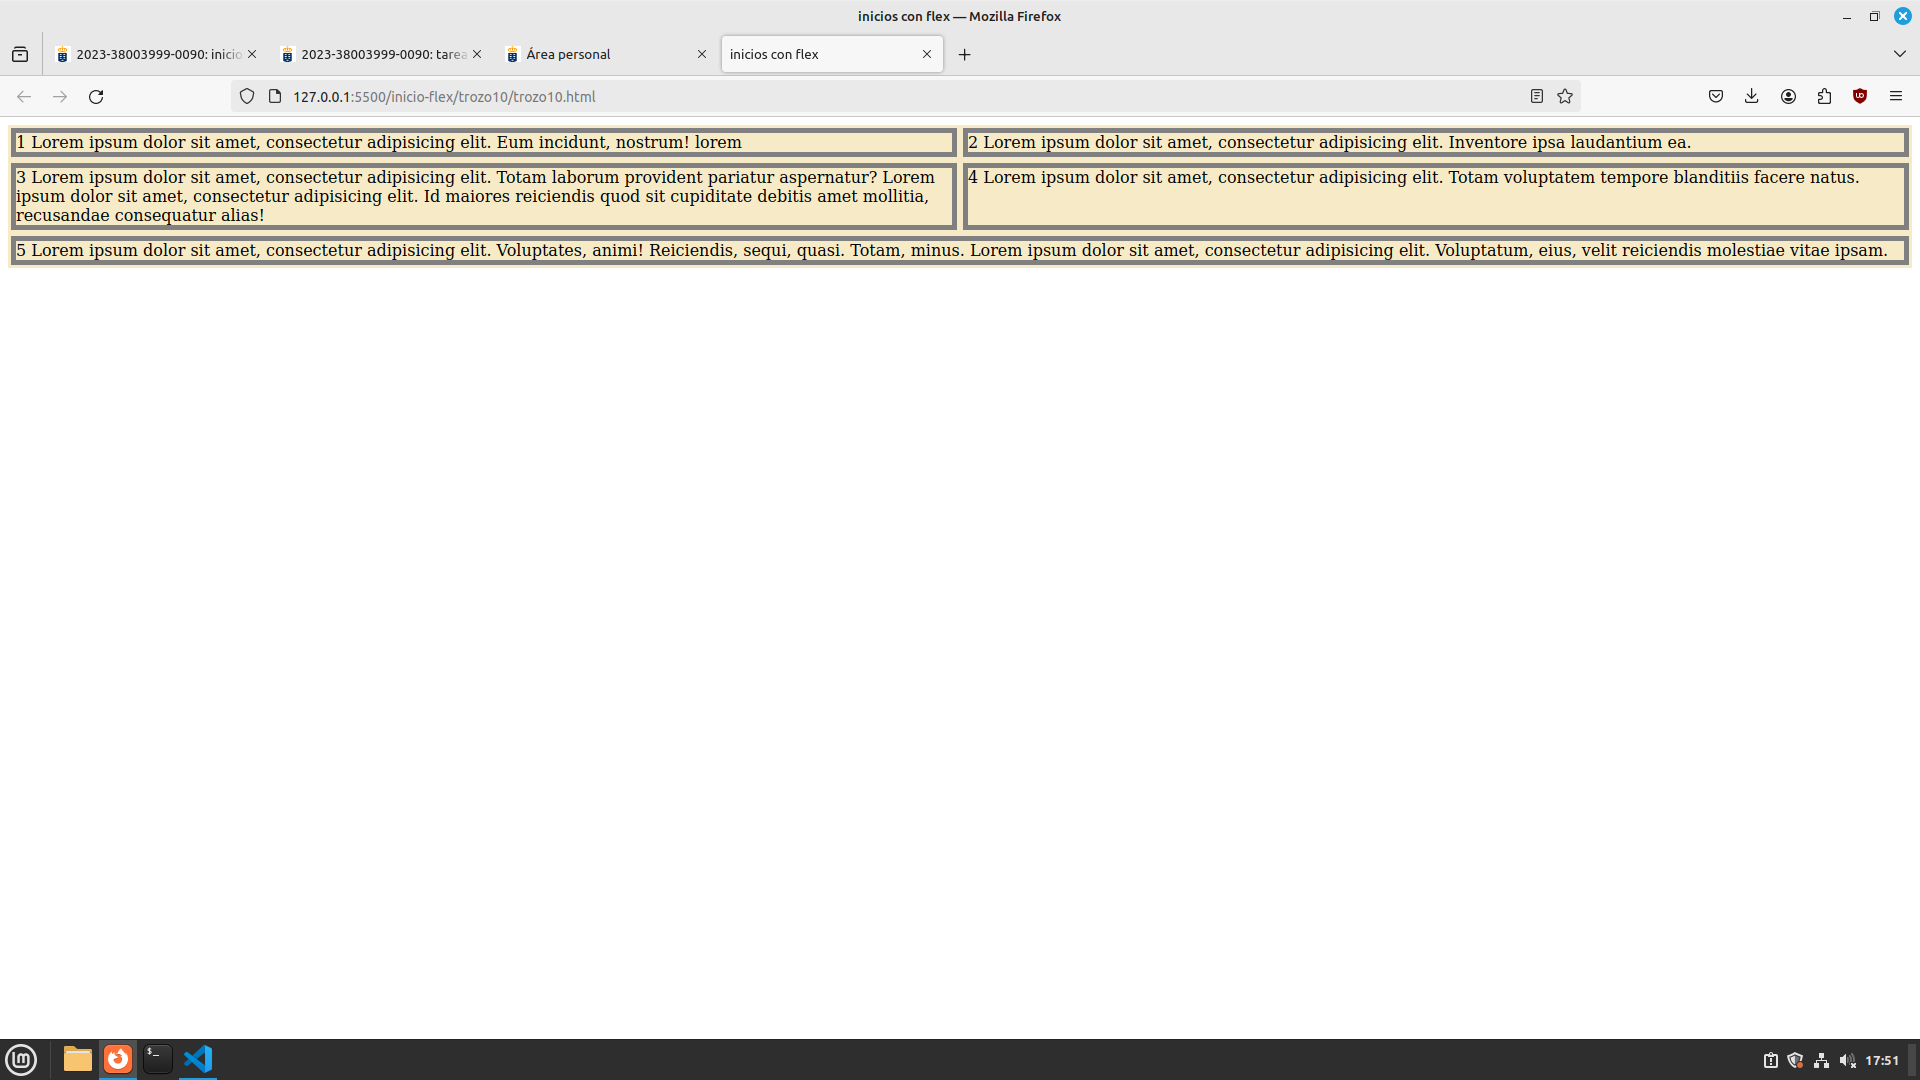 inicios con flex — Mozilla Firefox
2023-38003999-0090: inicio
2023-38003999-0090: tarea
Área personal
inicios con flex
127.0.0.1:5500/inicio-flex/trozo10/trozo10.html
1 Lorem ipsum dolor sit amet, consectetur adipisicing elit. Eum incidunt, nostrum! lorem
2 Lorem ipsum dolor sit amet, consectetur adipisicing elit. Inventore ipsa laudantium ea.
3 Lorem ipsum dolor sit amet, consectetur adipisicing elit. Totam laborum provident pariatur aspernatur? Lorem
ipsum dolor sit amet, consectetur adipisicing elit. Id maiores reiciendis quod sit cupiditate debitis amet mollitia,
recusandae consequatur alias!
4 Lorem ipsum dolor sit amet, consectetur adipisicing elit. Totam voluptatem tempore blanditiis facere natus.
5 Lorem ipsum dolor sit amet, consectetur adipisicing elit. Voluptates, animi! Reiciendis, sequi, quasi. Totam, minus. Lorem ipsum dolor sit amet, consectetur adipisicing elit. Voluptatum, eius, velit reiciendis molestiae vitae ipsam.
17:51